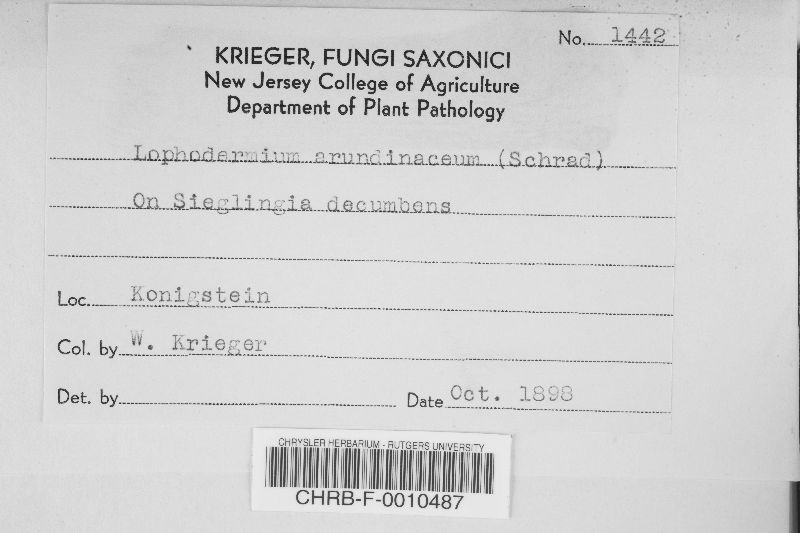 No. 1442
KRIEGER, FUNGI SAXONICI
New Jersey College of Agriculture
Department of Plant Pathology
Lophodermium arundinaceum (Schrad)
On Sieglingia decumbens
Loc. Konigstein
Col. by W. Krieger
Det. by
Date Oct. 1898
CHRYSLER HERBARIUM - RUTGERS UNIVERSITY
CHRB-F-0010487